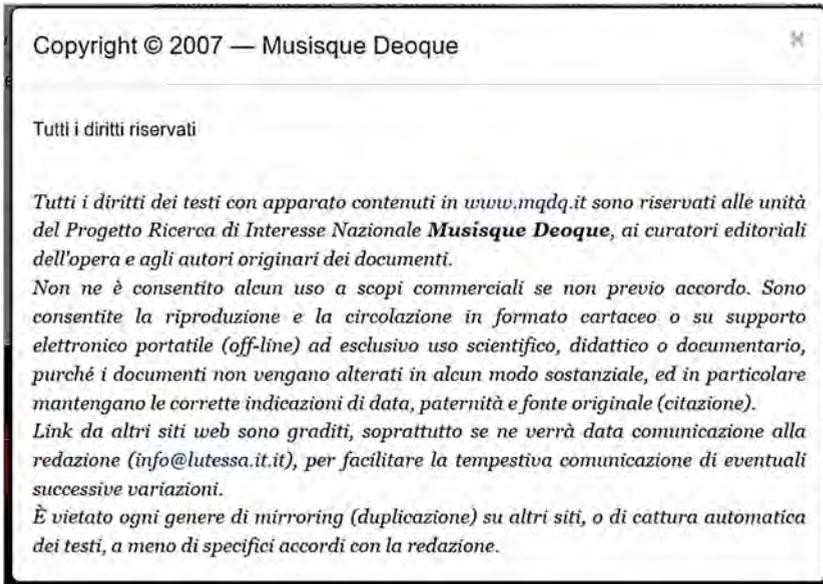 Copyright © 2007 — Musisque Deoque
Tutti i diritti riservati
Tutti i diritti dei testi con apparato contenuti in www.mqdq.it sono riservati alle unità
del Progetto Ricerca di Interesse Nazionale Musisque Deoque, ai curatori editoriali
dell'opera e agli autori originari dei documenti.
Non ne è consentito alcun uso a scopi commerciali se non previo accordo. Sono
consentite la riproduzione e la circolazione in formato cartaceo o su supporto
elettronico portatile (off-line) ad esclusivo uso scientifico, didattico o documentario,
purché i documenti non vengano alterati in alcun modo sostanziale, ed in particolare
mantengano le corrette indicazioni di data, paternità e fonte originale (citazione).
Link da altri siti web sono graditi, soprattutto se ne verrà data comunicazione alla
redazione (info@lutessa.it.it), per facilitare la tempestiva comunicazione di eventuali
successive variazioni.
È vietato ogni genere di mirroring (duplicazione) su altri siti, o di cattura automatica
dei testi, a meno di specifici accordi con la redazione.